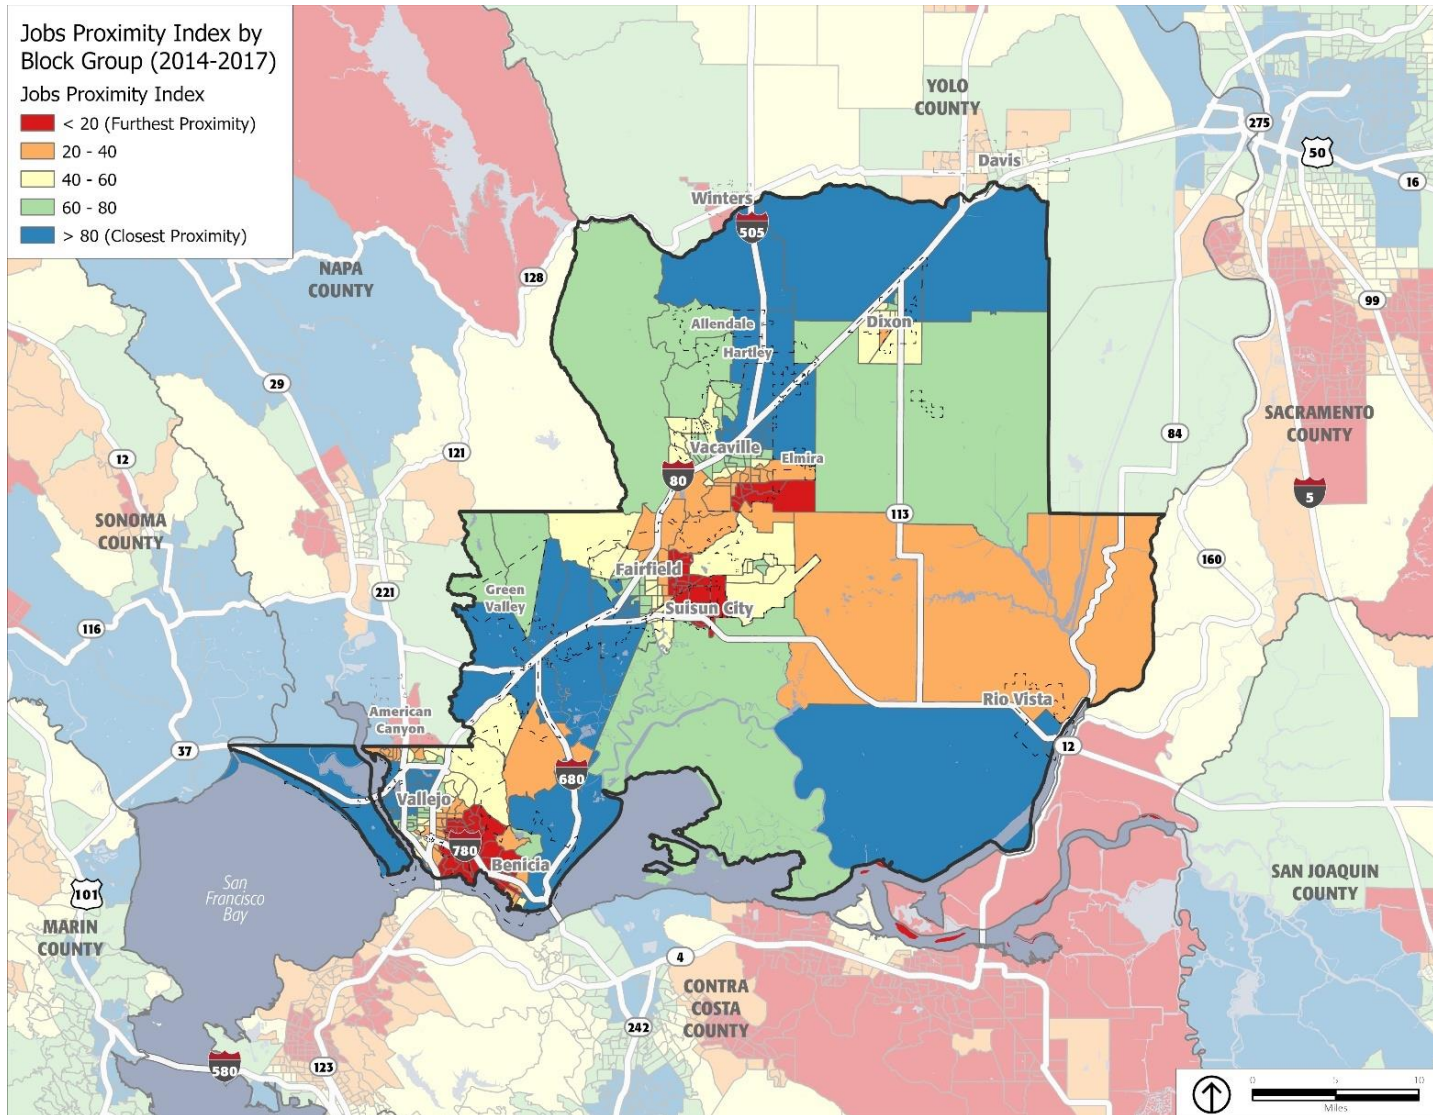 Jobs Proximity Index by
Block Group (2014-2017)
Jobs Proximity Index
< 20 (Furthest Proximity)
20 - 40
40 - 60
60 - 80
> 80 (Closest Proximity)
YOLO
COUNTY
275
50
Davis
16
Winters
505
NAPA
COUNTY
128
99
Allendale
Dixon
Hartley
29
SACRAMENTO
COUNTY
84
121
Vacaville
12
Elmira
80
5
SONOMA
COUNTY
113
160
Fairfield
Green
Valley
221
Suisun City
116
American
Canyon
Rio Vista
37
12
680
Vallejo
780
Benicia
San
Francisco
Bay
101
SAN JOAQUIN
COUNTY
MARIN
COUNTY
4
CONTRA
COSTA
COUNTY
242
580
123
0 5 10
Miles